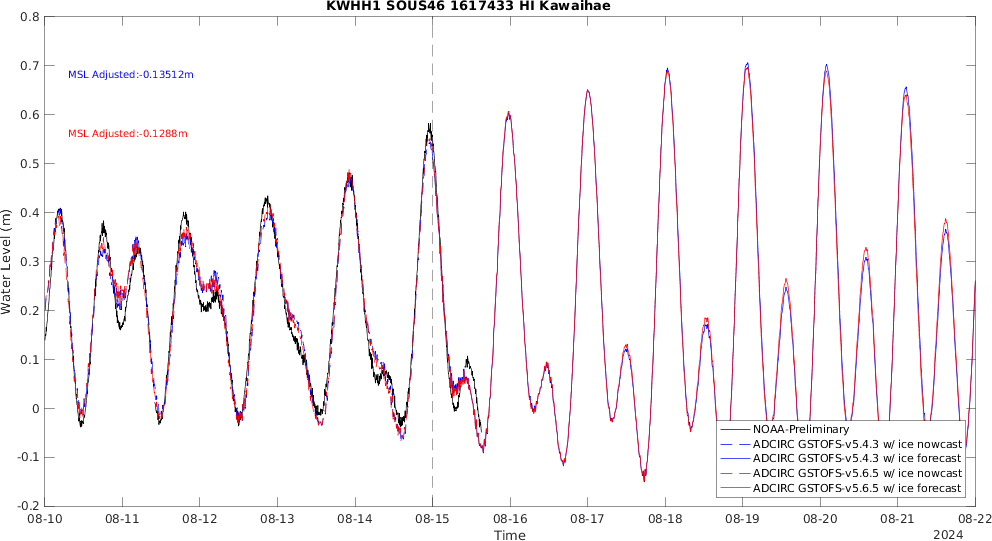 KWHH1 SOUS46 1617433 HI Kawaihae
0.8
0.7
0.6
0.5
0.4
0.3
0.2
0.1
0
-0.1
-0.2
Water Level (m)
MSL Adjusted:-0.13512m
MSL Adjusted:-0.1288m
NOAA-Preliminary
ADCIRC GSTOFS-v5.4.3 w/ ice nowcast
ADCIRC GSTOFS-v5.4.3 w/ ice forecast
ADCIRC GSTOFS-v5.6.5 w/ ice nowcast
ADCIRC GSTOFS-v5.6.5 w/ ice forecast
08-10 08-11 08-12 08-13 08-14 08-15 08-16 08-17 08-18 08-19 08-20 08-21 08-22
Time
2024